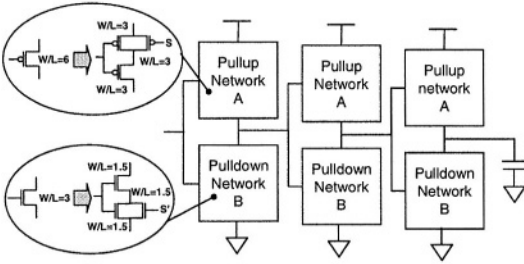 W/L=3
W/L=6
S
W/L=3
W/L=3
Pullup
Network
A
Pullup
Network
A
Pullup
network
A
W/L=1.5
W/L=3
W/L=1.5
S'
W/L=1.5
Pulldown
Network
B
Pulldown
Network
B
Pulldown
Network
B